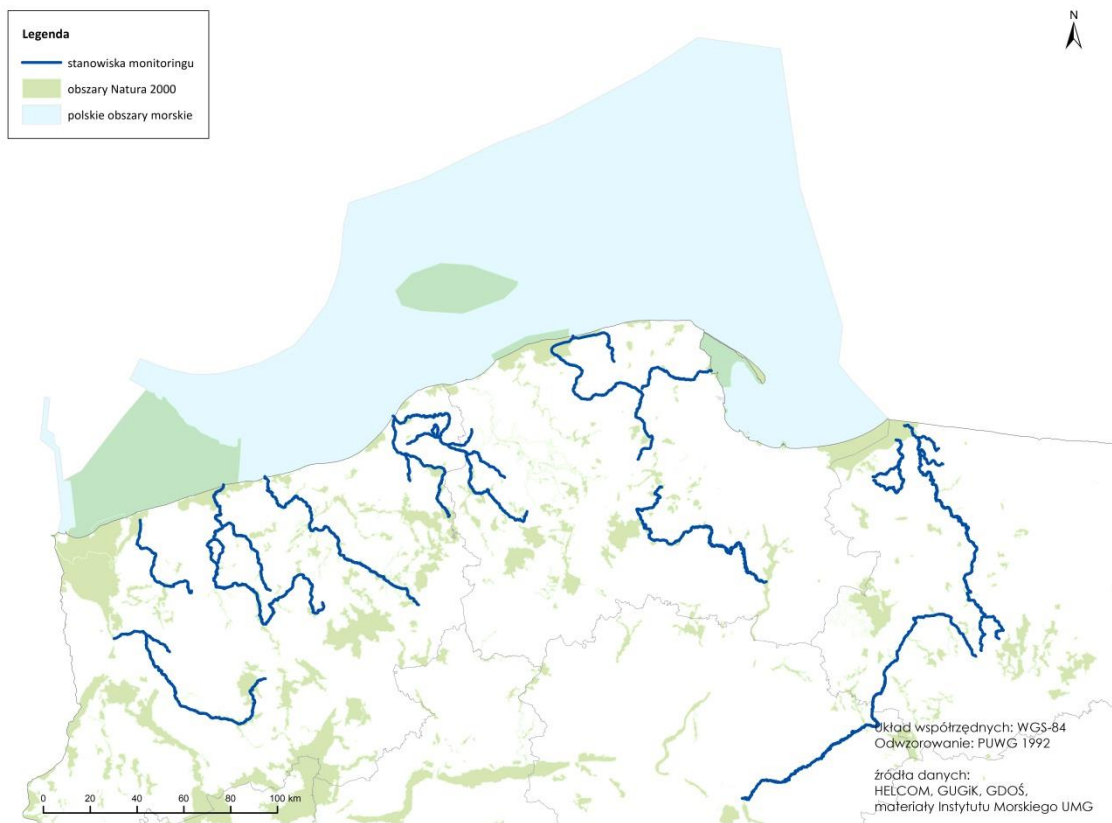 Legenda
stanowiska monitoringu
obszary Natura 2000
polskie obszary morskie
N
Układ współrzędnych: WGS-84
Odwzorowanie: PUWG 1992
źródła danych:
HELCOM, GUGiK, GDOŚ,
materiały Instytutu Morskiego UMG
0 20 40 60 80 100 km